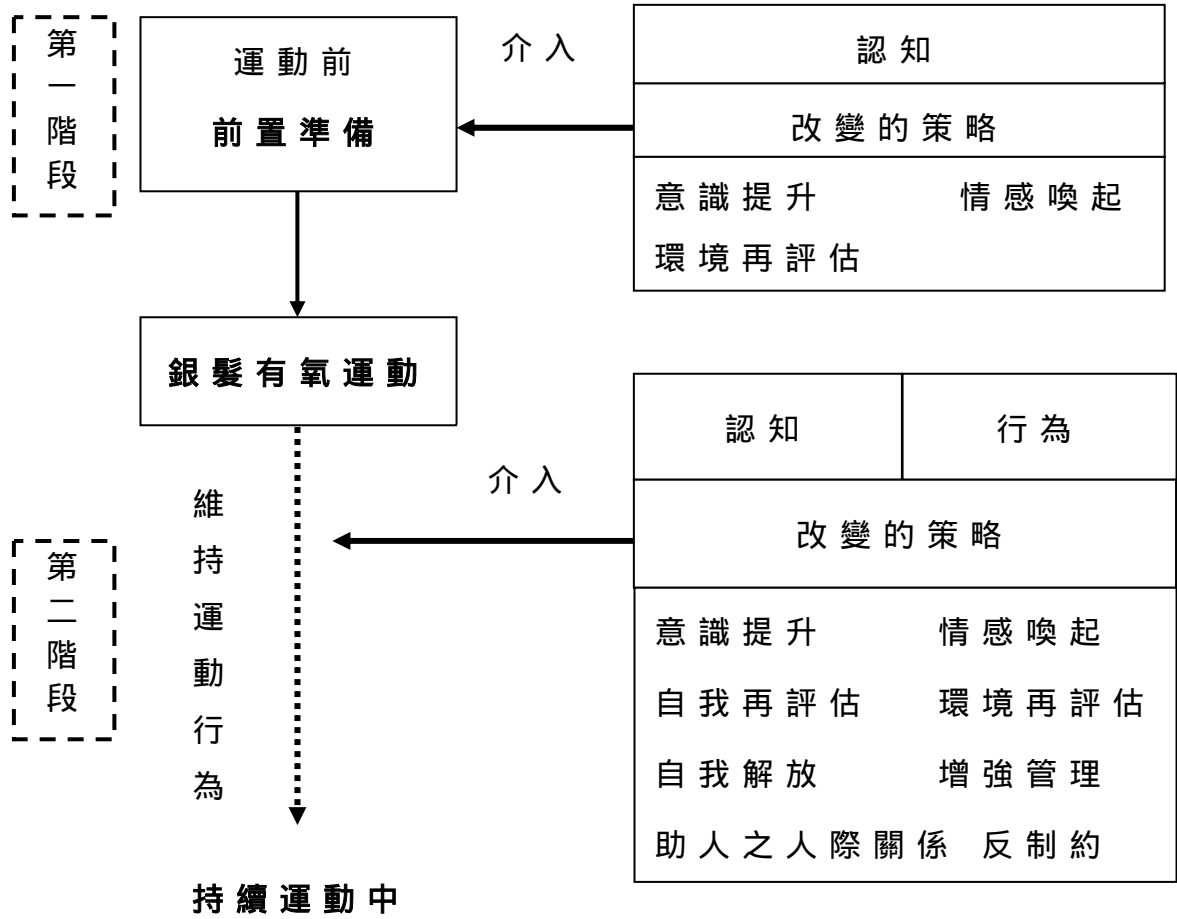 第一階段
運動前
前置準備
介入
認知
改變的策略
意識提升 情感喚起
環境再評估
銀髮有氧運動
第二階段
維持運動行為
介入
認知 行為
改變的策略
意識提升 情感喚起
自我再評估 環境再評估
自我解放 增強管理
助人之人際關係 反制約
持續運動中